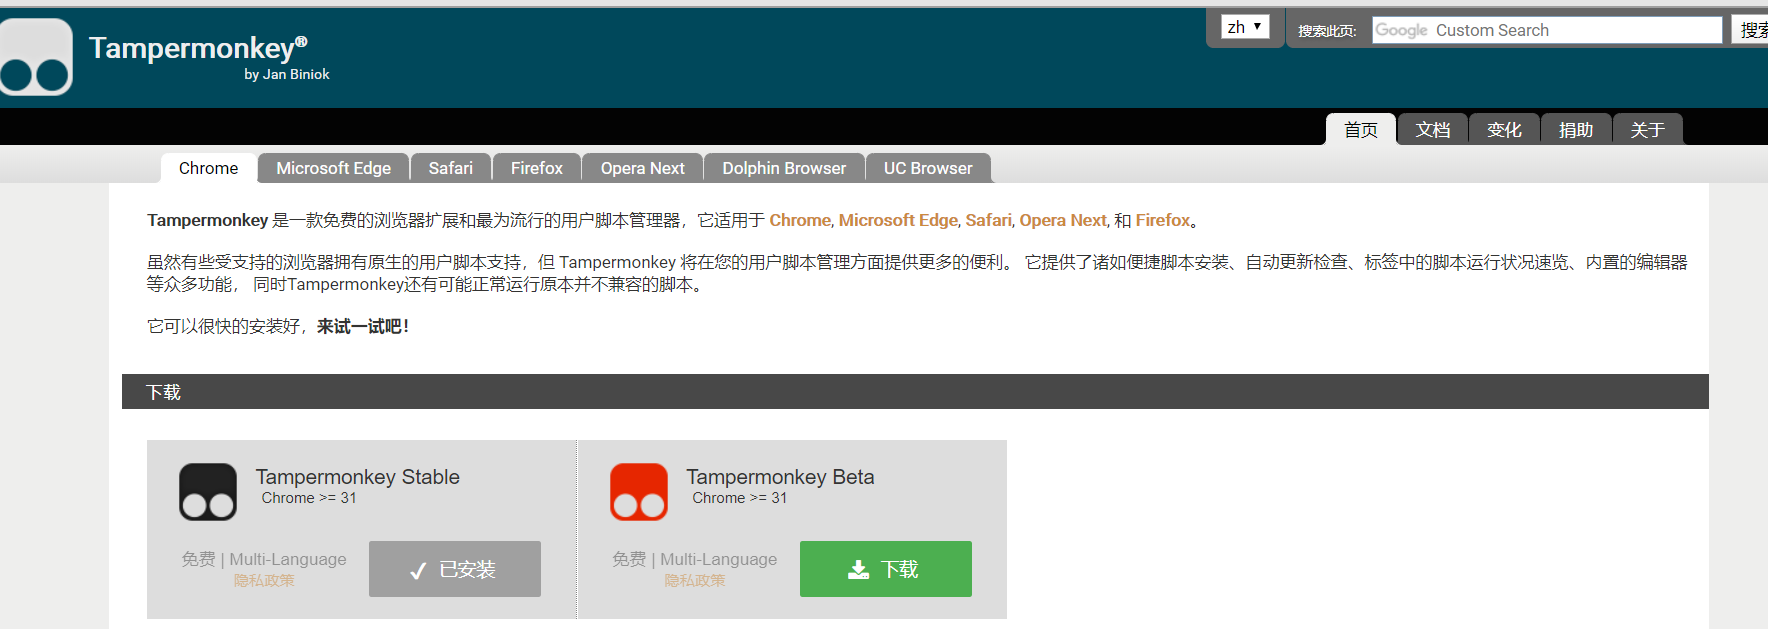 Tampermonkey®
by Jan Biniok
zh
搜索此页:
Google Custom Search
搜索
首页
文档
变化
捐助
关于
Chrome
Microsoft Edge
Safari
Firefox
Opera Next
Dolphin Browser
UC Browser
Tampermonkey 是一款免费的浏览器扩展和最为流行的用户脚本管理器，它适用于 Chrome, Microsoft Edge, Safari, Opera Next, 和 Firefox。
虽然有些受支持的浏览器拥有原生的用户脚本支持，但 Tampermonkey 将在您的用户脚本管理方面提供更多的便利。 它提供了诸如便捷脚本安装、自动更新检查、标签中的脚本运行状况速览、内置的编辑器
等众多功能， 同时Tampermonkey还有可能正常运行原本并不兼容的脚本。
它可以很快的安装好，来试一试吧！
下载
Tampermonkey Stable
Chrome >= 31
免费 | Multi-Language
隐私政策
已安装
Tampermonkey Beta
Chrome >= 31
免费 | Multi-Language
隐私政策
下载